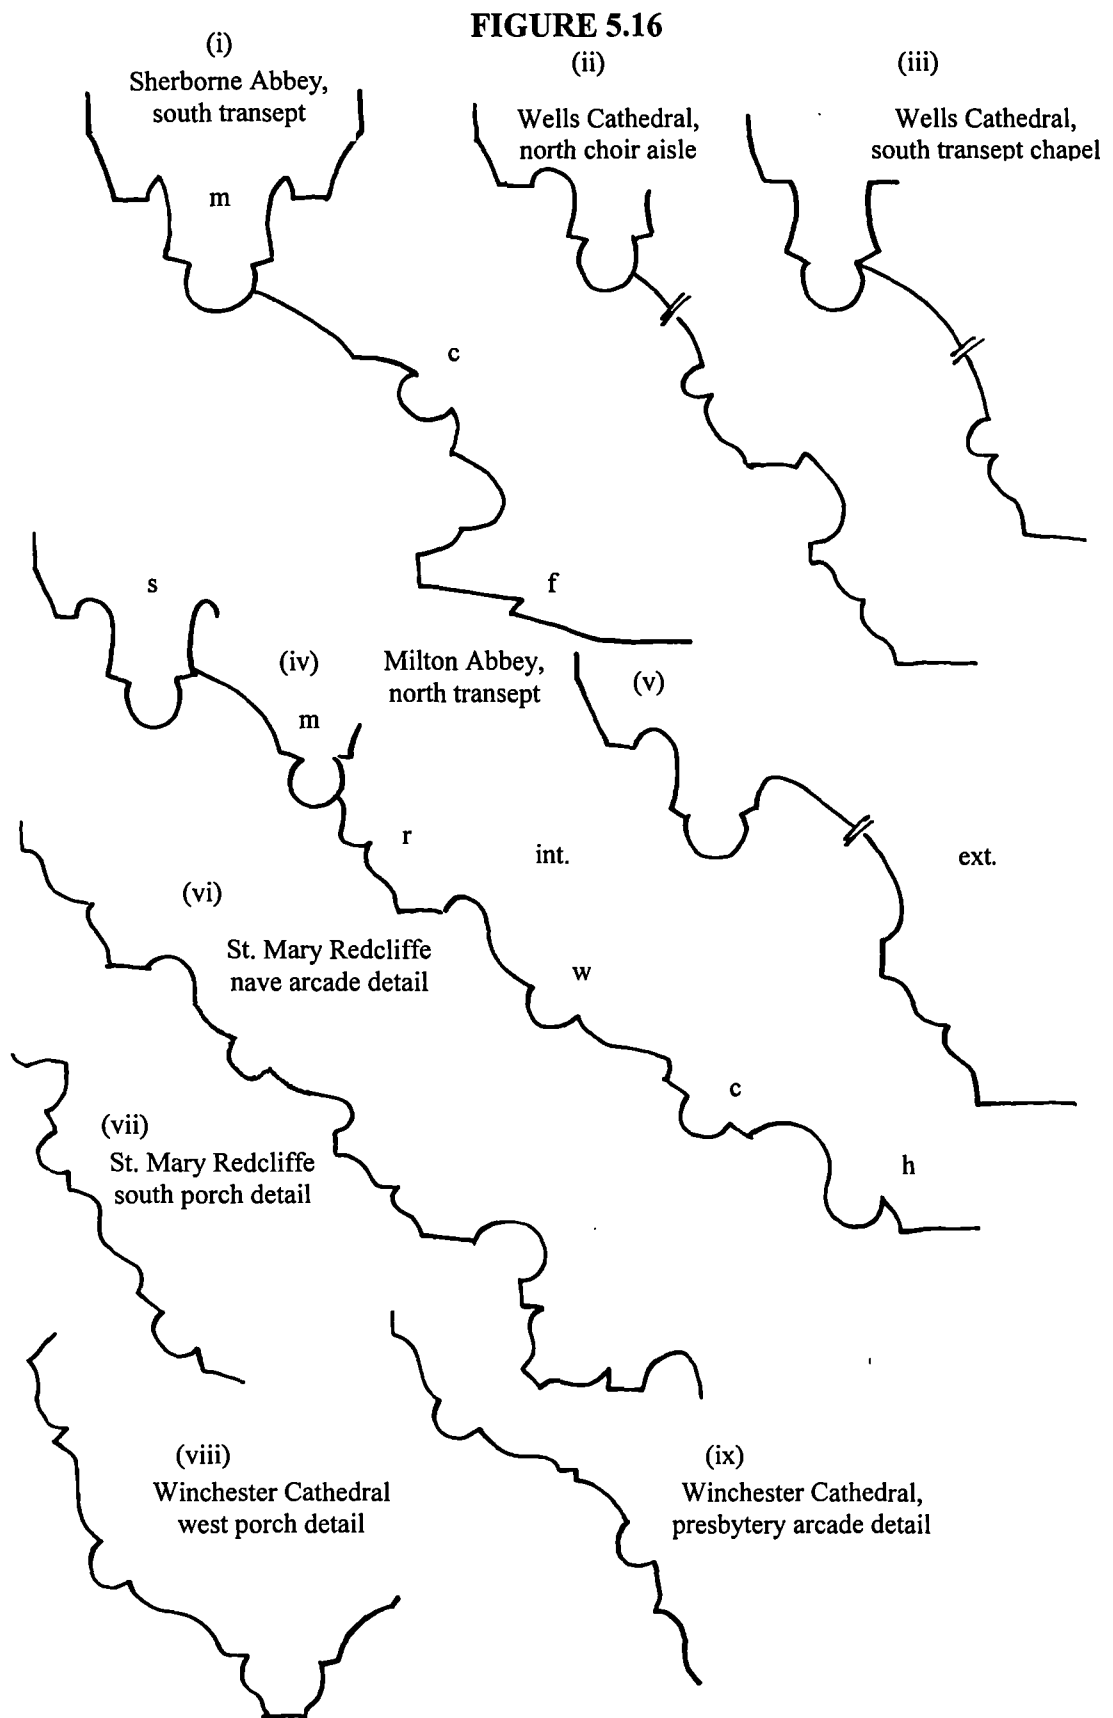 FIGURE 5.16
(i)
Sherborne Abbey,
south transept
m
c
f
(ii)
Wells Cathedral,
north choir aisle
(iii)
Wells Cathedral,
south transept chapel
s
(iv)
Milton Abbey,
north transept
m
r
int.
w
c
h
(v)
ext.
(vi)
St. Mary Redcliffe
nave arcade detail
(vii)
St. Mary Redcliffe
south porch detail
(viii)
Winchester Cathedral
west porch detail
(ix)
Winchester Cathedral,
presbytery arcade detail